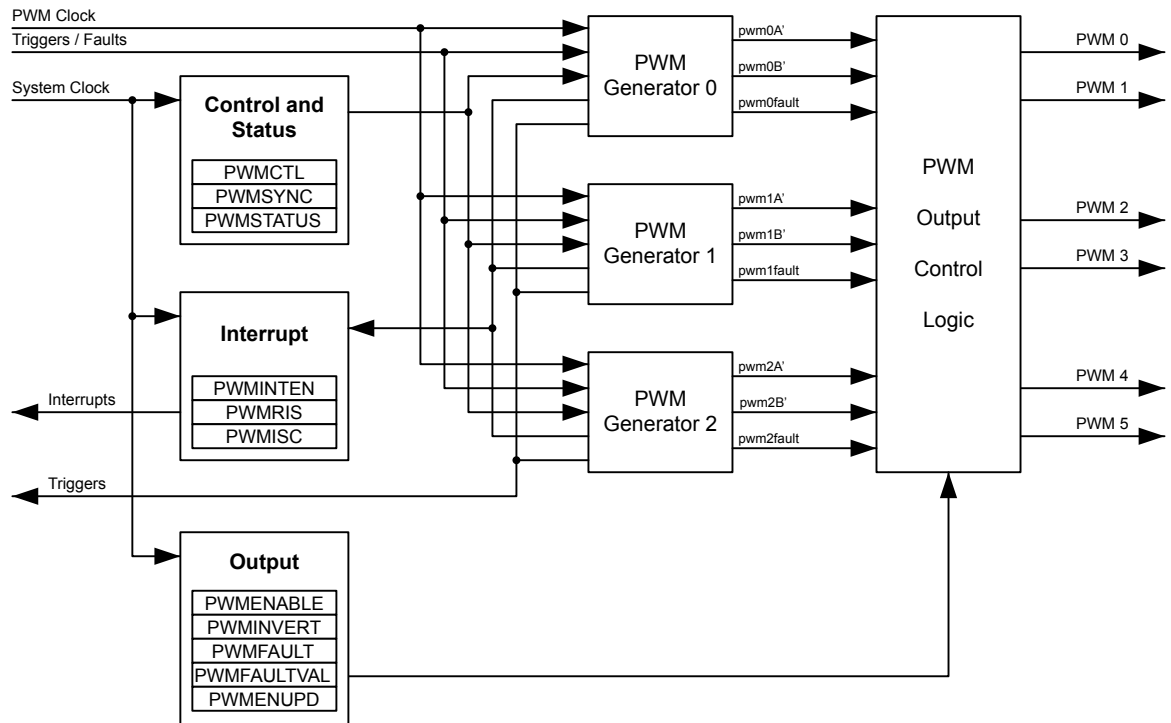 PWM Clock
Triggers / Faults
System Clock
Control and
Status
PWMCTL
PWMSYNC
PWMSTATUS
Interrupt
PWMINTEN
PWMRIS
PWMISC
Interrupts
Triggers
Output
PWMENABLE
PWMINVERT
PWMFAULT
PWMFAULTVAL
PWMENUPD
PWM
Generator 0
pwm0A'
pwm0B'
pwm0fault
PWM
Generator 1
pwm1A'
pwm1B'
pwm1fault
PWM
Generator 2
pwm2A'
pwm2B'
pwm2fault
PWM
Output
Control
Logic
PWM 0
PWM 1
PWM 2
PWM 3
PWM 4
PWM 5